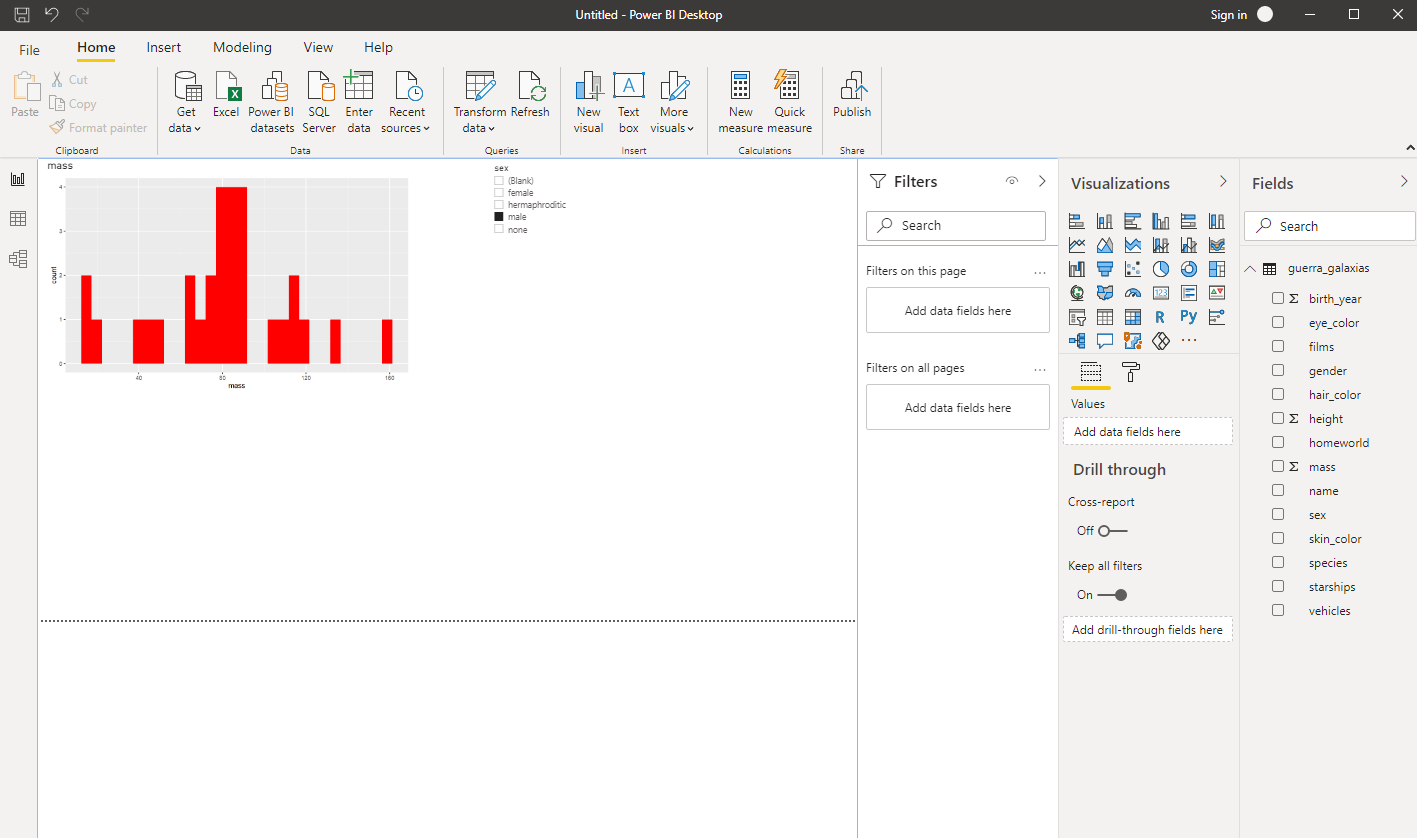 Untitled - Power BI Desktop
Sign in
File Home Insert Modeling View Help
Paste
Cut
Copy
Format painter
Clipboard
Get data
Excel
Power BI datasets
SQL Server
Enter data
Recent sources
Data
Transform data
Refresh
Queries
New visual
A
Text box
More visuals
Insert
New measure
Quick measure
Calculations
Publish
Share
mass
count
4
3
2
1
0
40 80 120 160
mass
sex
(Blank)
female
hermaphroditic
male
none
Filters
Search
Filters on this page
...
Add data fields here
Filters on all pages
...
Add data fields here
Visualizations
123
R
Py
...
Values
Add data fields here
Drill through
Cross-report
Off
Keep all filters
On
Add drill-through fields here
Fields
Search
guerra_galaxias
Σ birth_year
eye_color
films
gender
hair_color
Σ height
homeworld
Σ mass
name
sex
skin_color
species
starships
vehicles